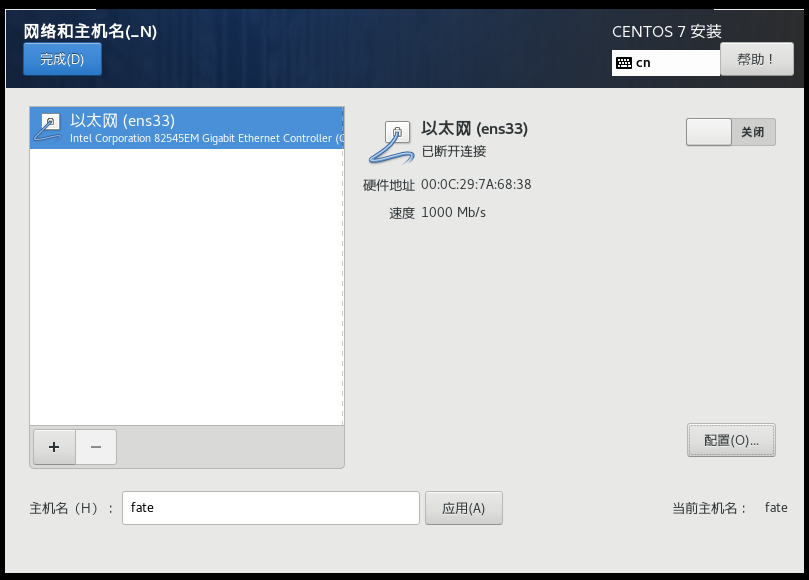 网络和主机名(_N)
CENTOS 7 安装
完成(D)
cn
帮助！
以太网 (ens33)
Intel Corporation 82545EM Gigabit Ethernet Controller (C
以太网 (ens33)
已断开连接
关闭
硬件地址 00:0C:29:7A:68:38
速度 1000 Mb/s
+ −
配置(O)...
主机名（H）： fate 应用(A) 当前主机名： fate